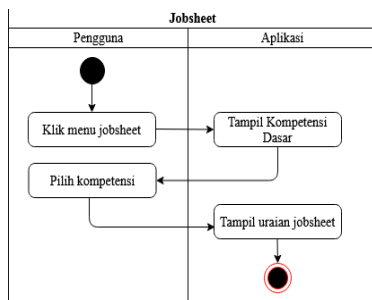 Jobsheet
Pengguna
Aplikasi
Klik menu jobsheet
Tampil Kompetensi
Dasar
Pilih kompetensi
Tampil uraian jobsheet